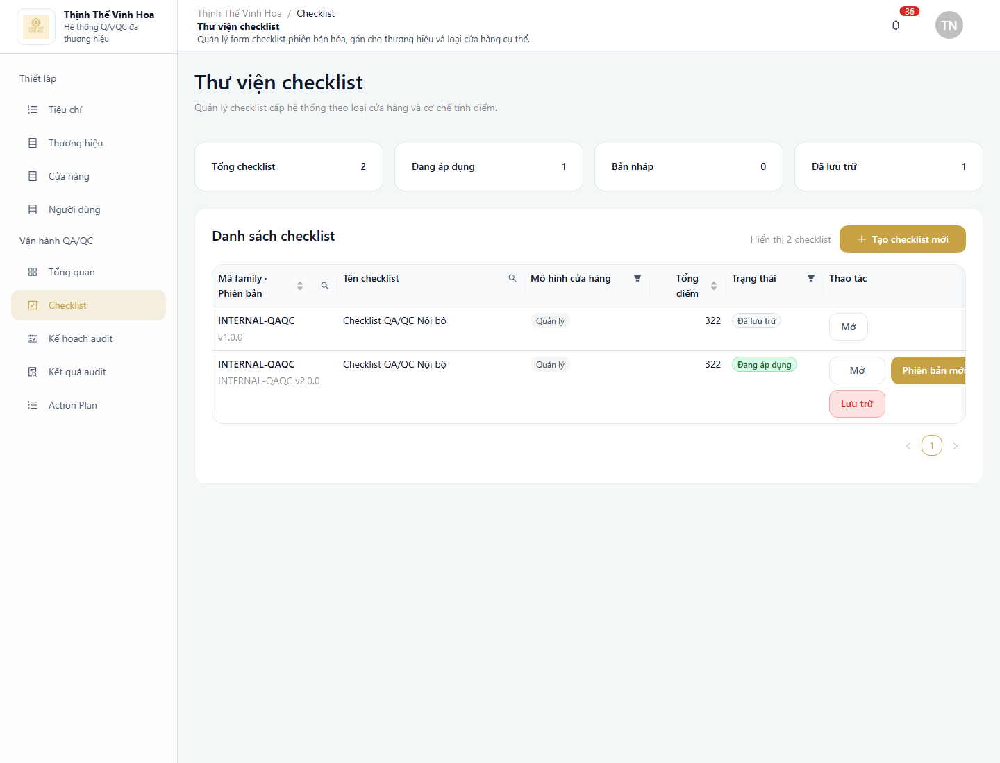 Thịnh Thế Vinh Hoa
Hệ thống QA/QC đa
thương hiệu
Thiết lập
Tiêu chí
Thương hiệu
Cửa hàng
Người dùng
Vận hành QA/QC
Tổng quan
Checklist
Kế hoạch audit
Kết quả audit
Action Plan
Thịnh Thế Vinh Hoa / Checklist
Thư viện checklist
Quản lý form checklist phiên bản hóa, gán cho thương hiệu và loại cửa hàng cụ thể.
36
TN
Thư viện checklist
Quản lý checklist cấp hệ thống theo loại cửa hàng và cơ chế tính điểm.
Tổng checklist 2
Đang áp dụng 1
Bản nháp 0
Đã lưu trữ 1
Danh sách checklist
Hiển thị 2 checklist
Tạo checklist mới
Mã family ·
Phiên bản
Tên checklist
Mô hình cửa hàng
Tổng
điểm
Trạng thái
Thao tác
INTERNAL-QAQC
v1.0.0
Checklist QA/QC Nội bộ
Quản lý
322
Đã lưu trữ
Mở
INTERNAL-QAQC
INTERNAL-QAQC v2.0.0
Checklist QA/QC Nội bộ
Quản lý
322
Đang áp dụng
Mở
Phiên bản mới
Lưu trữ
1